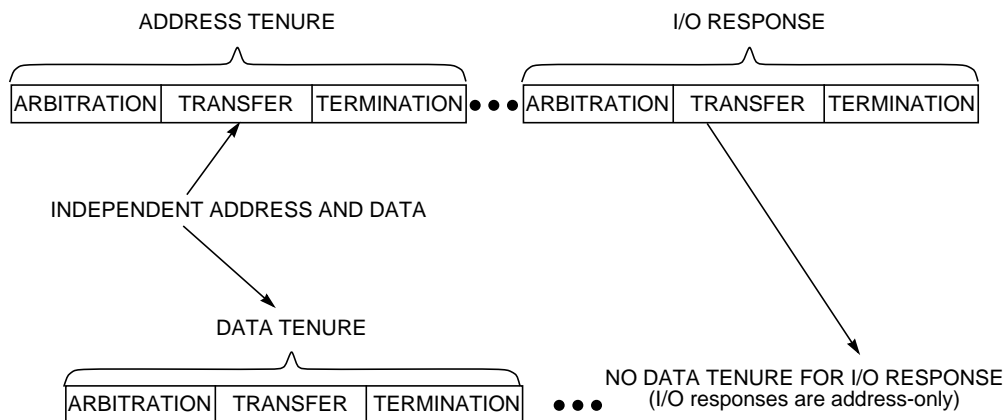 ADDRESS TENURE
I/O RESPONSE
ARBITRATION TRANSFER TERMINATION ••• ARBITRATION TRANSFER TERMINATION
INDEPENDENT ADDRESS AND DATA
DATA TENURE
NO DATA TENURE FOR I/O RESPONSE
(I/O responses are address-only)
ARBITRATION TRANSFER TERMINATION •••